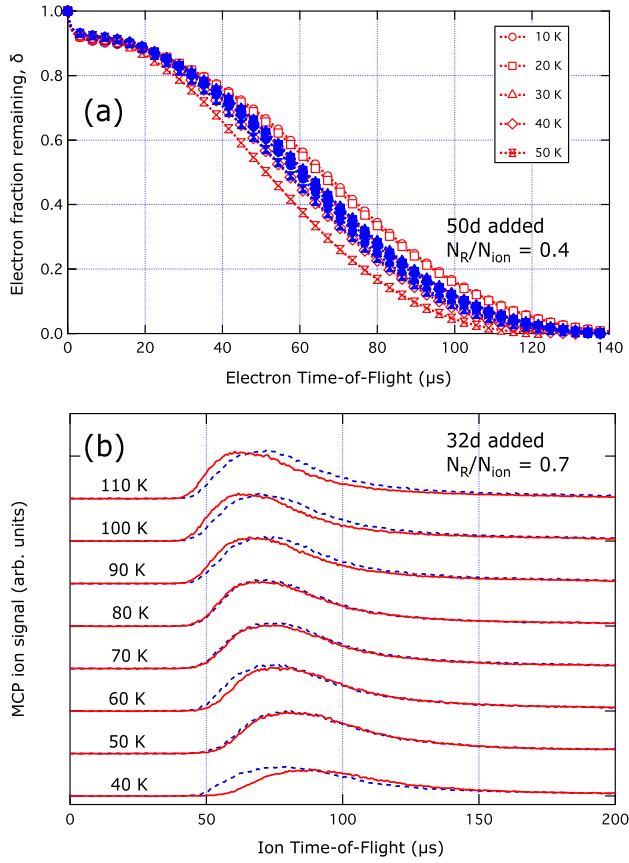 1.0
0.8
0.6
0.4
0.2
0.0
Electron fraction remaining, δ
(a)
10 K
20 K
30 K
40 K
50 K
50d added
N_R/N_ion = 0.4
0 20 40 60 80 100 120 140
Electron Time-of-Flight (µs)
(b)
32d added
N_R/N_ion = 0.7
MCP ion signal (arb. units)
110 K
100 K
90 K
80 K
70 K
60 K
50 K
40 K
0 50 100 150 200
Ion Time-of-Flight (µs)